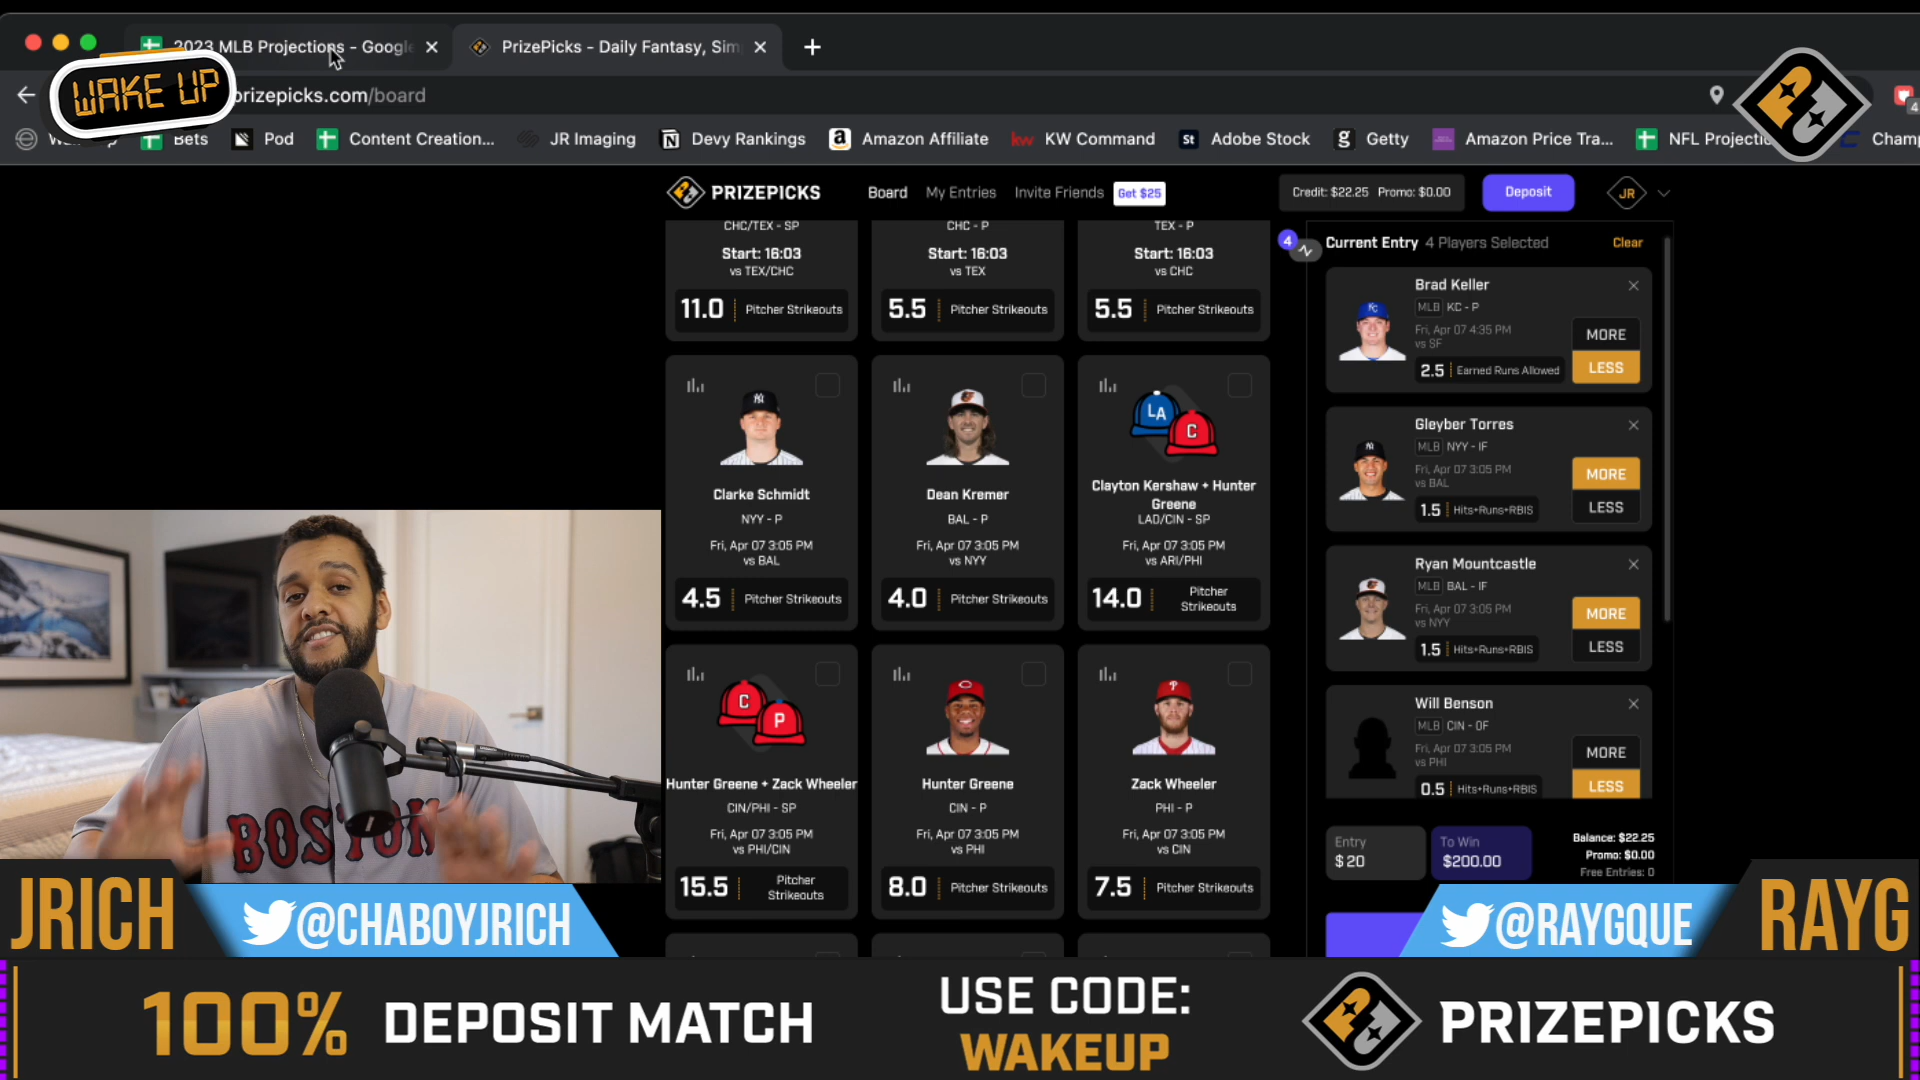 2023 MLB Projections - Google
PrizePicks - Daily Fantasy, Sim
WAKE UP
prizepicks.com/board
4
Bets
Pod
Content Creation...
JR Imaging
Devy Rankings
Amazon Affiliate
KW Command
Adobe Stock
Getty
Amazon Price Tra...
NFL Projectio
Champ
PRIZEPICKS
Board
My Entries
Invite Friends
Get $25
Credit: $22.25 Promo: $0.00
Deposit
JR
CHC/TEX - SP
Start: 16:03
vs TEX/CHC
11.0 Pitcher Strikeouts
CHC - P
Start: 16:03
vs TEX
5.5 Pitcher Strikeouts
TEX - P
Start: 16:03
vs CHC
5.5 Pitcher Strikeouts
Clarke Schmidt
NYY - P
Fri, Apr 07 3:05 PM
vs BAL
4.5 Pitcher Strikeouts
Dean Kremer
BAL - P
Fri, Apr 07 3:05 PM
vs NYY
4.0 Pitcher Strikeouts
LA
C
Clayton Kershaw + Hunter
Greene
LAD/CIN - SP
Fri, Apr 07 3:05 PM
vs ARI/PHI
14.0 Pitcher
Strikeouts
C
P
Hunter Greene + Zack Wheeler
CIN/PHI - SP
Fri, Apr 07 3:05 PM
vs PHI/CIN
15.5 Pitcher
Strikeouts
Hunter Greene
CIN - P
Fri, Apr 07 3:05 PM
vs PHI
8.0 Pitcher Strikeouts
Zack Wheeler
PHI - P
Fri, Apr 07 3:05 PM
vs CIN
7.5 Pitcher Strikeouts
4
Current Entry 4 Players Selected
Clear
Brad Keller
MLB KC - P
Fri, Apr 07 4:35 PM
vs SF
2.5 Earned Runs Allowed
MORE
LESS
Gleyber Torres
MLB NYY - IF
Fri, Apr 07 3:05 PM
vs BAL
1.5 Hits+Runs+RBIS
MORE
LESS
Ryan Mountcastle
MLB BAL - IF
Fri, Apr 07 3:05 PM
vs NYY
1.5 Hits+Runs+RBIS
MORE
LESS
Will Benson
MLB CIN - OF
Fri, Apr 07 3:05 PM
vs PHI
0.5 Hits+Runs+RBIS
MORE
LESS
Entry
$ 20
To Win
$200.00
Balance: $22.25
Promo: $0.00
Free Entries: 0
BOSTON
JRICH
@CHABOYJRICH
@RAYGQUE
RAYG
100% DEPOSIT MATCH
USE CODE:
WAKEUP
PRIZEPICKS